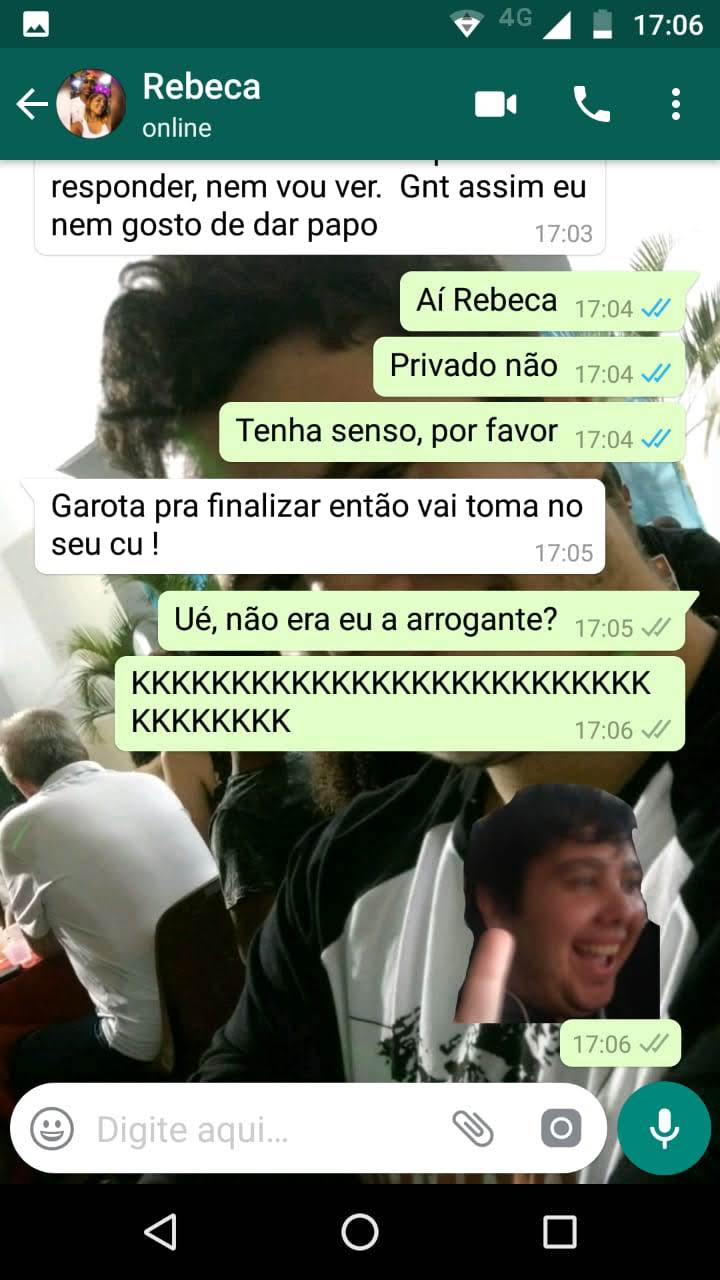 4G 17:06
Rebeca
online
responder, nem vou ver. Gnt assim eu
nem gosto de dar papo 17:03
Aí Rebeca 17:04
Privado não 17:04
Tenha senso, por favor 17:04
Garota pra finalizar então vai toma no
seu cu ! 17:05
Ué, não era eu a arrogante? 17:05
KKKKKKKKKKKKKKKKKKKKKKKKKK
KKKKKKKK 17:06
17:06
Digite aqui...